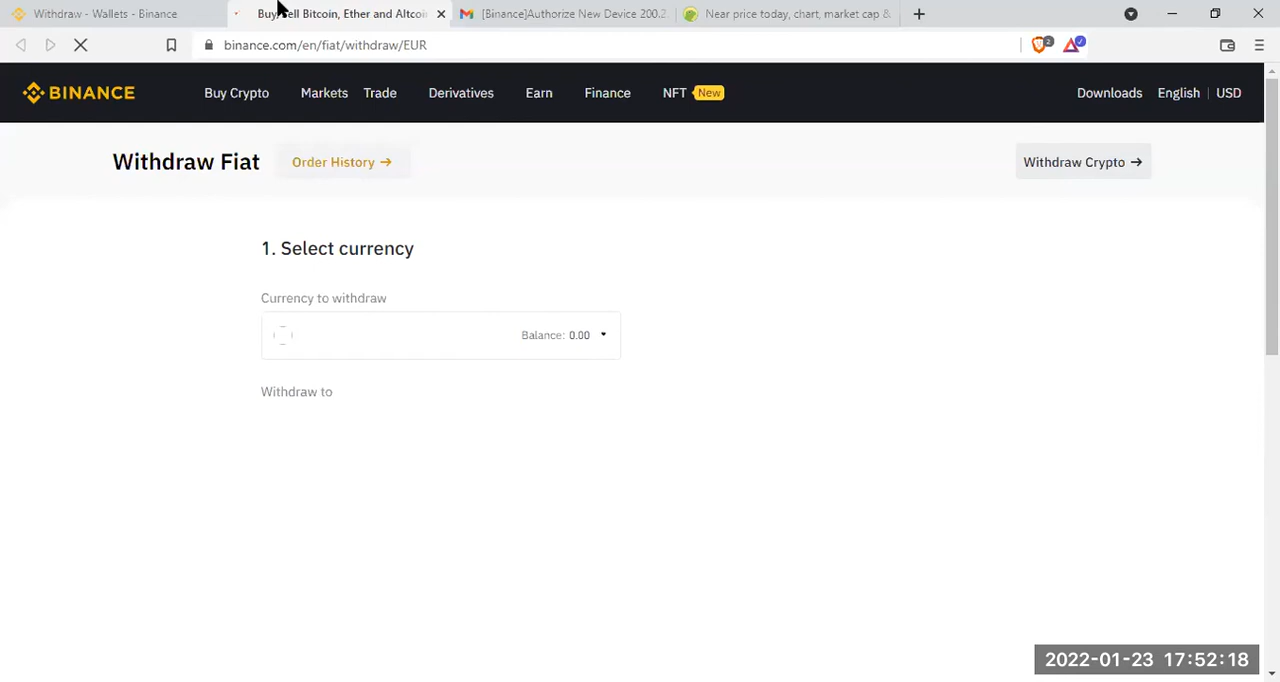 Withdraw - Wallets - Binance
Buy, Sell Bitcoin, Ether and Altcoi
[Binance]Authorize New Device 200.2
Near price today, chart, market cap &
binance.com/en/fiat/withdraw/EUR
2
BINANCE
Buy Crypto
Markets
Trade
Derivatives
Earn
Finance
NFT New
Downloads
English | USD
Withdraw Fiat
Order History →
Withdraw Crypto →
1. Select currency
Currency to withdraw
Balance: 0.00
Withdraw to
2022-01-23 17:52:18